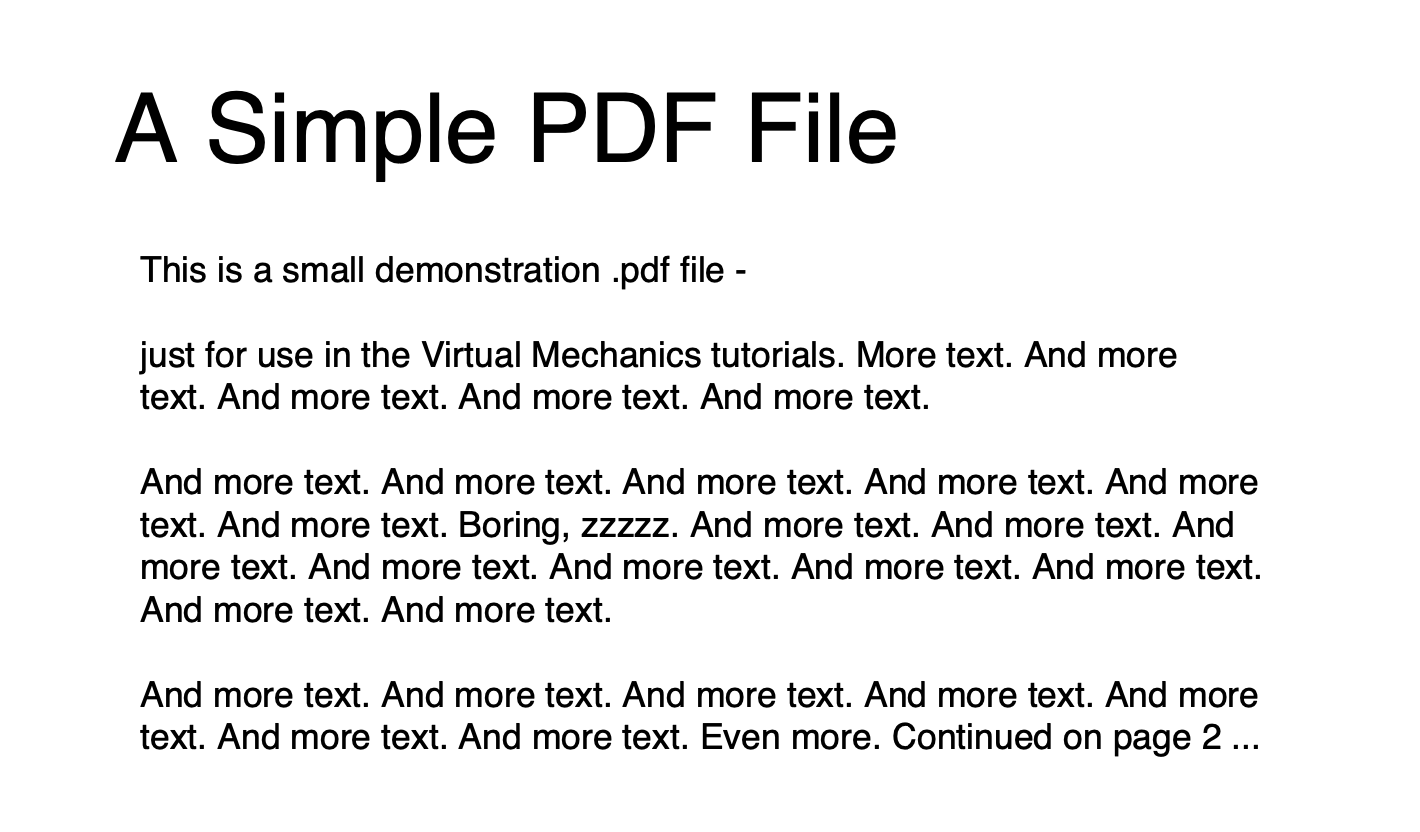 A Simple PDF File
This is a small demonstration .pdf file -
just for use in the Virtual Mechanics tutorials. More text. And more
text. And more text. And more text. And more text.
And more text. And more text. And more text. And more text. And more
text. And more text. Boring, zzzzz. And more text. And more text. And
more text. And more text. And more text. And more text. And more text.
And more text. And more text.
And more text. And more text. And more text. And more text. And more
text. And more text. And more text. Even more. Continued on page 2 ...